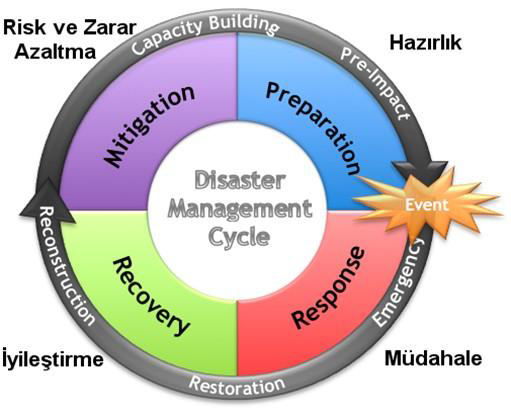 Risk ve Zarar
Azaltma
Capacity Building
Hazırlık
Pre-Impact
Mitigation
Preparation
Disaster
Management
Cycle
Event
Reconstruction
Recovery
Response
Emergency
İyileştirme
Restoration
Müdahale